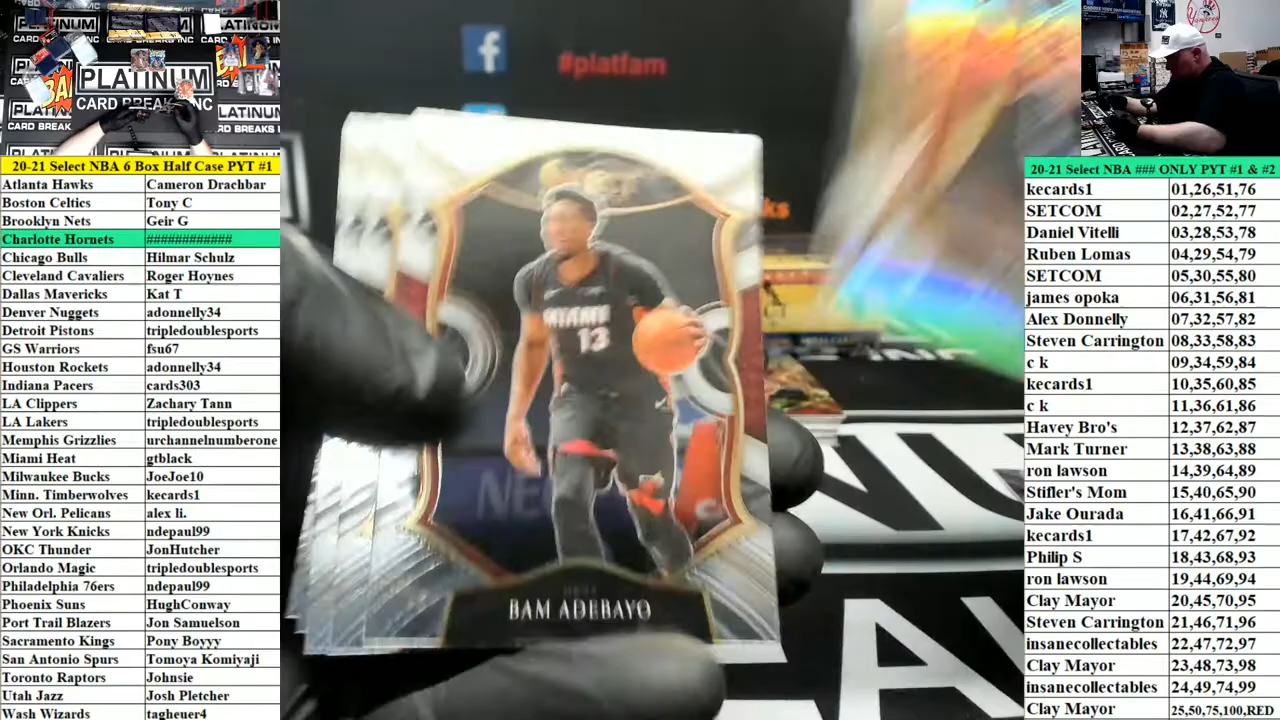 PLATINUM
CARD BREAKS INC
20-21 Select NBA 6 Box Half Case PYT #1
Atlanta Hawks Cameron Drachbar
Boston Celtics Tony C
Brooklyn Nets Geir G
Charlotte Hornets ############
Chicago Bulls Hilmar Schulz
Cleveland Cavaliers Roger Hoynes
Dallas Mavericks Kat T
Denver Nuggets adonnelly34
Detroit Pistons tripledoublesports
GS Warriors fsu67
Houston Rockets adonnelly34
Indiana Pacers cards303
LA Clippers Zachary Tann
LA Lakers tripledoublesports
Memphis Grizzlies urchannelnumberone
Miami Heat gtblack
Milwaukee Bucks JoeJoe10
Minn. Timberwolves kecards1
New Orl. Pelicans alex li.
New York Knicks ndepaul99
OKC Thunder JonHutcher
Orlando Magic tripledoublesports
Philadelphia 76ers ndepaul99
Phoenix Suns HughConway
Port Trail Blazers Jon Samuelson
Sacramento Kings Pony Boyyy
San Antonio Spurs Tomoya Komiyaji
Toronto Raptors Johnsie
Utah Jazz Josh Pletcher
Wash Wizards tagheuer4
#platfam
MIAMI
13
BAM ADEBAYO
20-21 Select NBA ### ONLY PYT #1 & #2
kecards1 01,26,51,76
SETCOM 02,27,52,77
Daniel Vitelli 03,28,53,78
Ruben Lomas 04,29,54,79
SETCOM 05,30,55,80
james opoka 06,31,56,81
Alex Donnelly 07,32,57,82
Steven Carrington 08,33,58,83
c k 09,34,59,84
kecards1 10,35,60,85
c k 11,36,61,86
Havey Bro's 12,37,62,87
Mark Turner 13,38,63,88
ron lawson 14,39,64,89
Stifler's Mom 15,40,65,90
Jake Ourada 16,41,66,91
kecards1 17,42,67,92
Philip S 18,43,68,93
ron lawson 19,44,69,94
Clay Mayor 20,45,70,95
Steven Carrington 21,46,71,96
insanecollectables 22,47,72,97
Clay Mayor 23,48,73,98
insanecollectables 24,49,74,99
Clay Mayor 25,50,75,100,RED